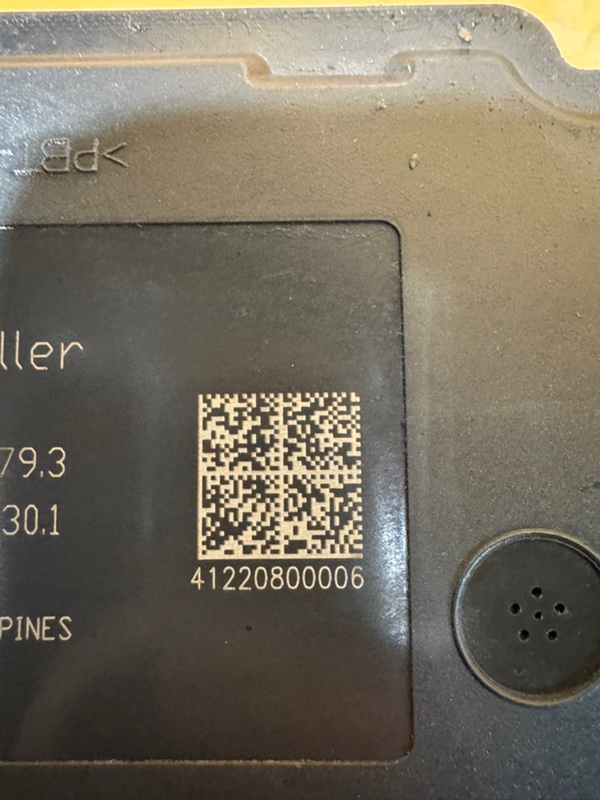 >PBT-
ller
79.3
30.1
41220800006
PINES